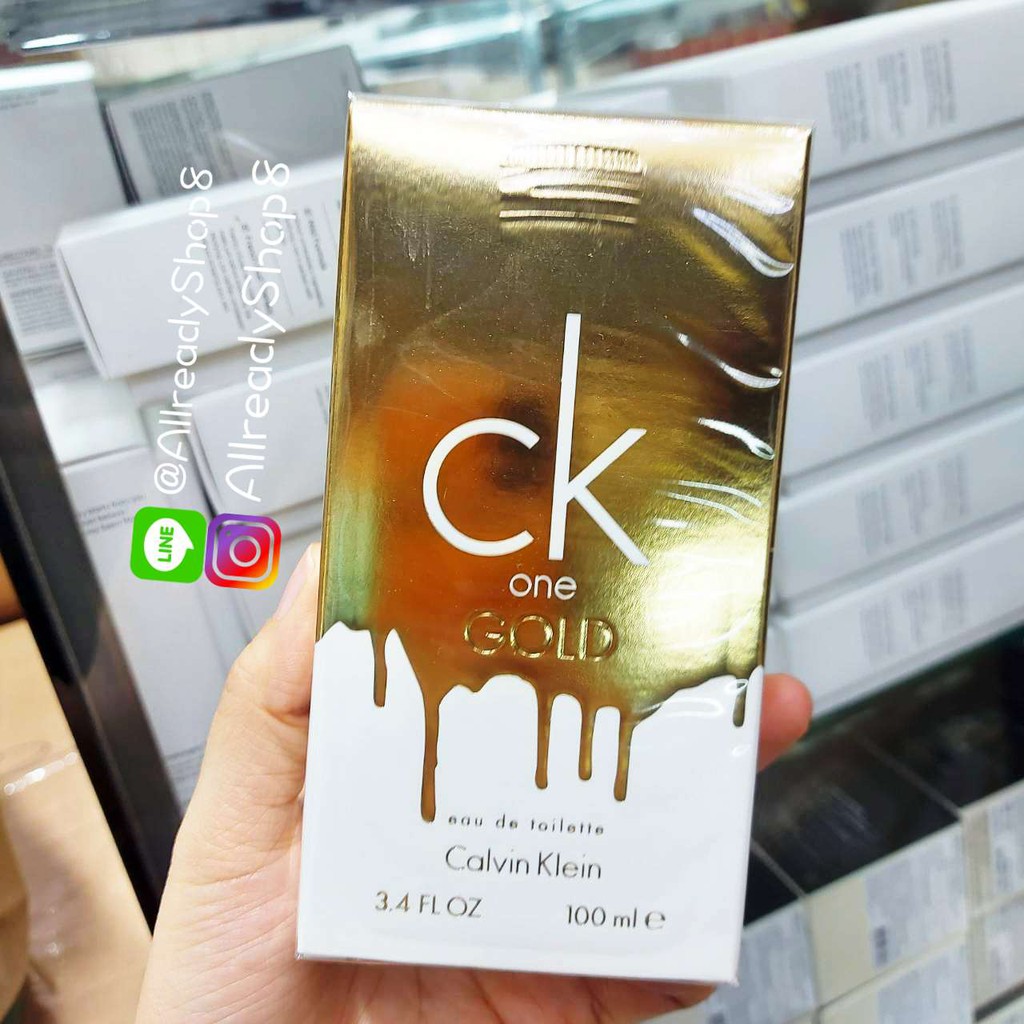 @AllreadyShop8
AllreadyShop8
LINE
ck
one
GOLD
eau de toilette
Calvin Klein
3.4 FL OZ
100 ml e